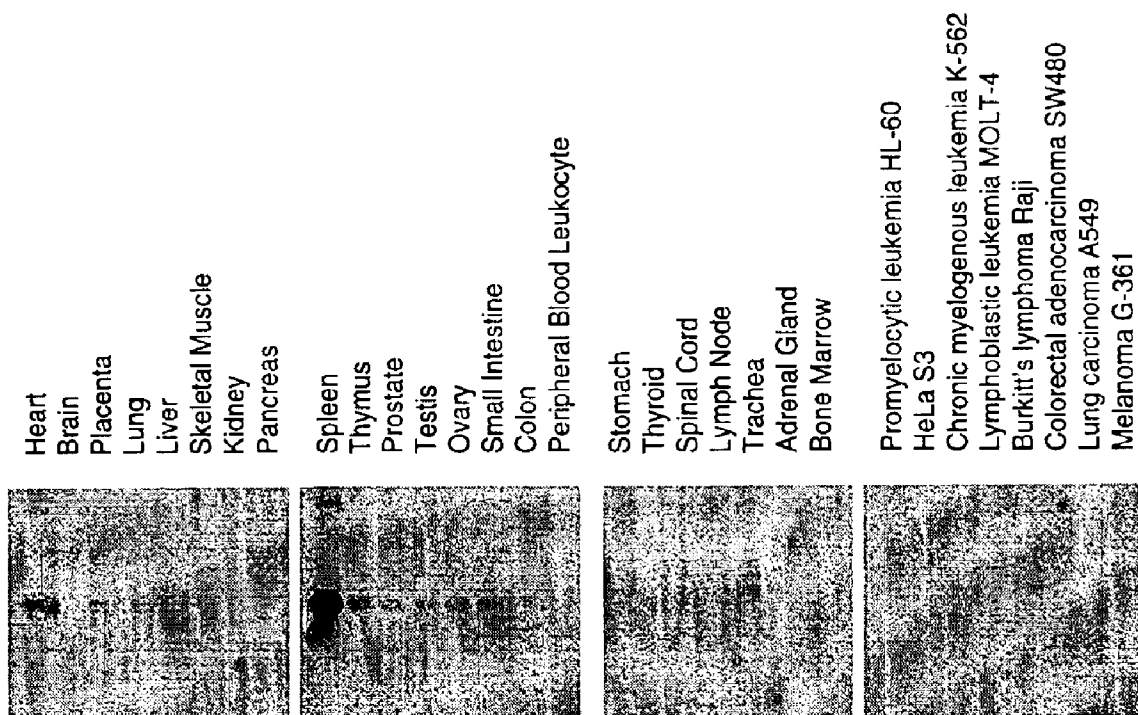 Heart
Brain
Placenta
Lung
Liver
Skeletal Muscle
Kidney
Pancreas
Spleen
Thymus
Prostate
Testis
Ovary
Small Intestine
Colon
Peripheral Blood Leukocyte
Stomach
Thyroid
Spinal Cord
Lymph Node
Trachea
Adrenal Gland
Bone Marrow
Promyelocytic leukemia HL-60
HeLa S3
Chronic myelogenous leukemia K-562
Lymphoblastic leukemia MOLT-4
Burkitt's lymphoma Raji
Colorectal adenocarcinoma SW480
Lung carcinoma A549
Melanoma G-361